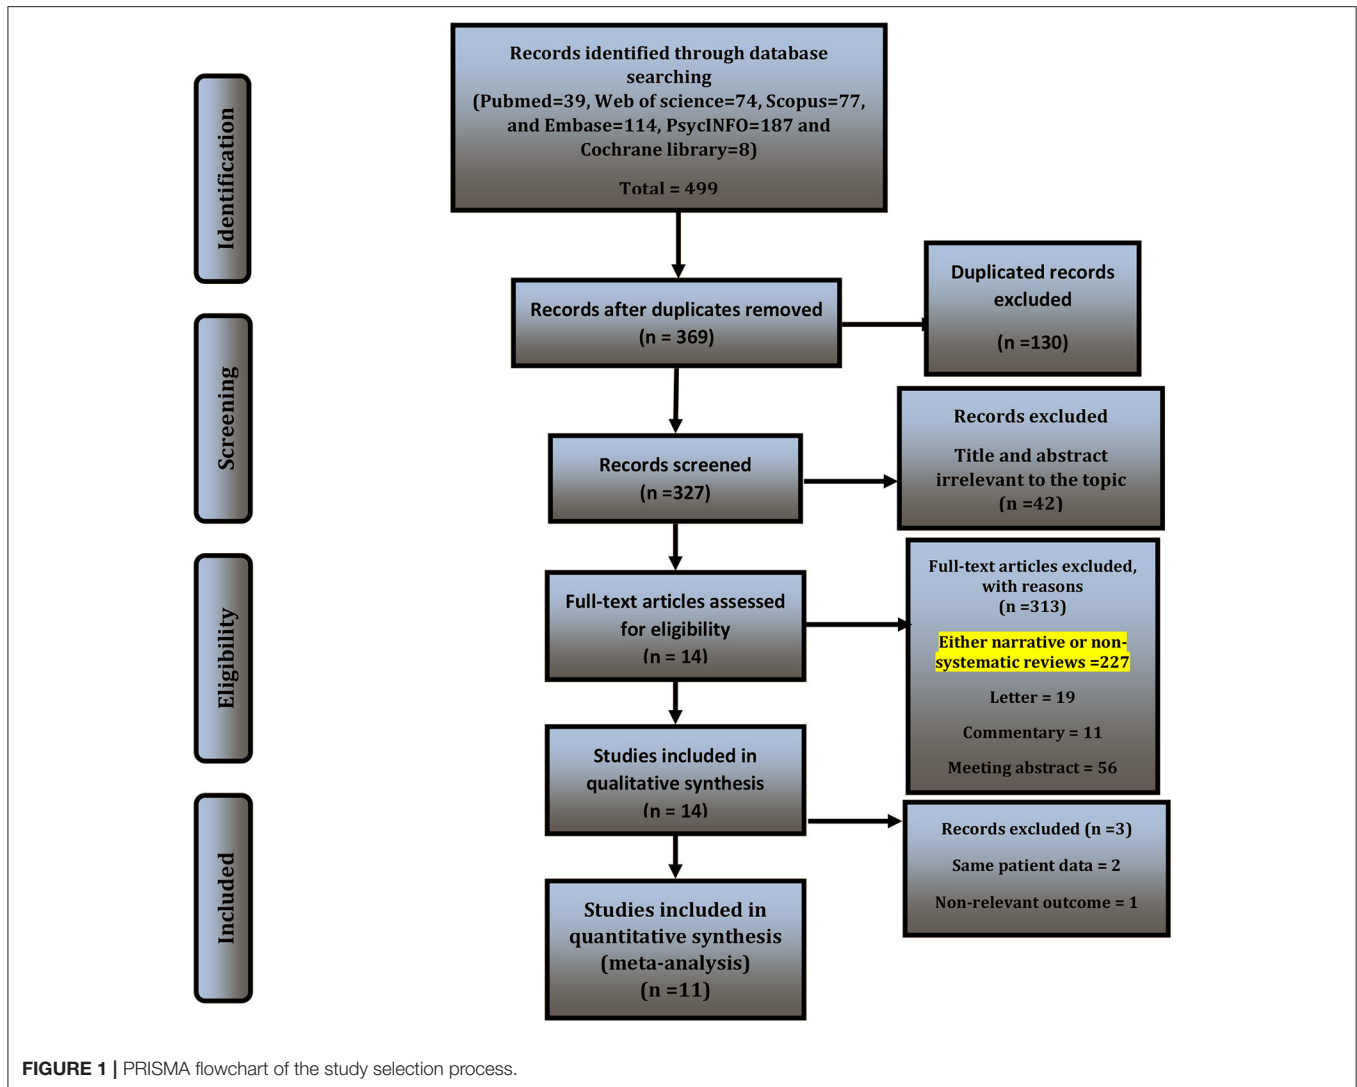 Records identified through database
searching
(Pubmed=39, Web of science=74, Scopus=77,
and Embase=114, PsycINFO=187 and
Cochrane library=8)
Total = 499
Identification
Records after duplicates removed
(n = 369)
Duplicated records
excluded
(n =130)
Screening
Records screened
(n =327)
Records excluded
Title and abstract
irrelevant to the topic
(n =42)
Eligibility
Full-text articles assessed
for eligibility
(n = 14)
Full-text articles excluded,
with reasons
(n =313)
Either narrative or non-
systematic reviews =227
Letter = 19
Commentary = 11
Meeting abstract = 56
Studies included in
qualitative synthesis
(n = 14)
Records excluded (n =3)
Same patient data = 2
Non-relevant outcome = 1
Included
Studies included in
quantitative synthesis
(meta-analysis)
(n =11)
FIGURE 1 | PRISMA flowchart of the study selection process.